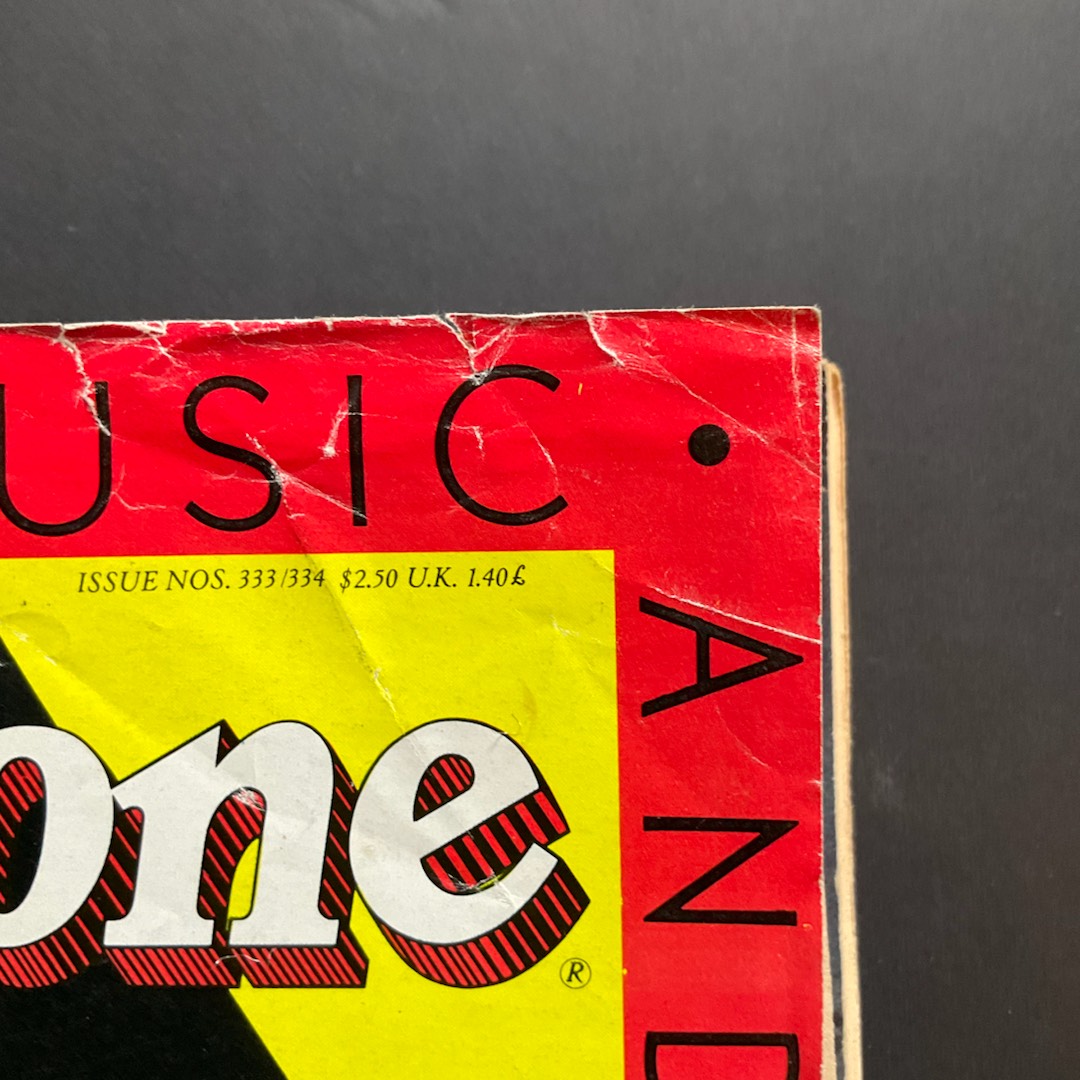 USIC •
ISSUE NOS. 333/334 $2.50 U.K. 1.40£
one
®
AND